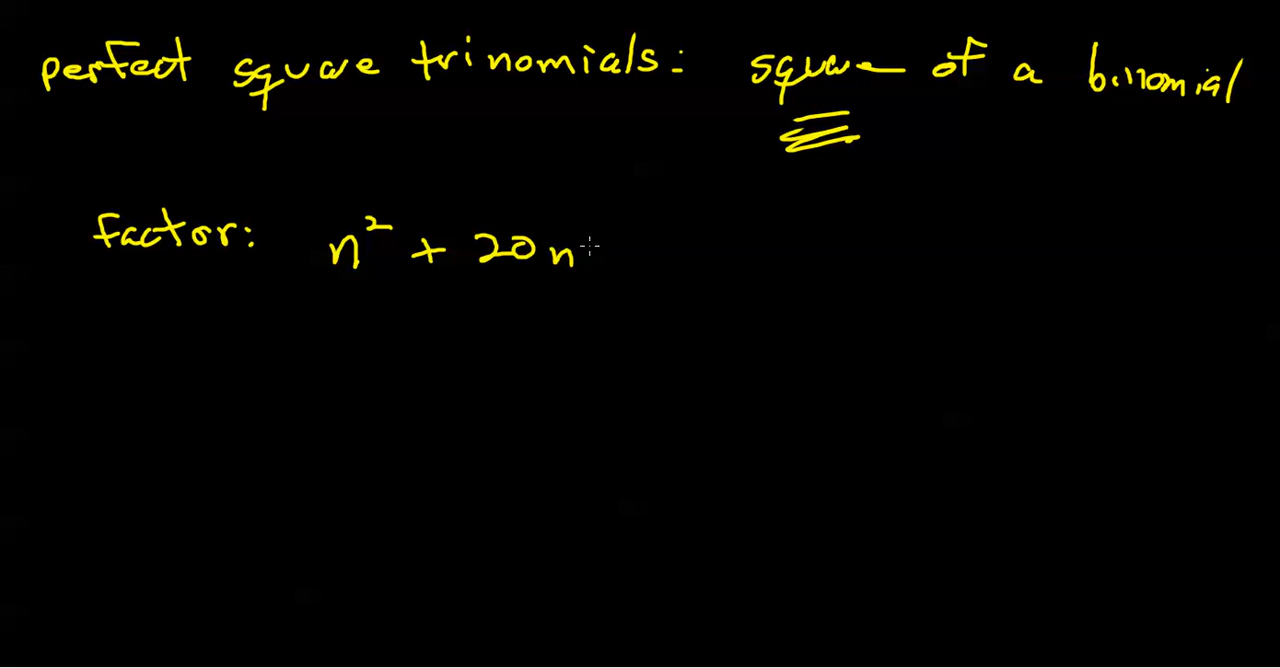 perfect square trinomials: square of a binomial
Factor: n² + 20n